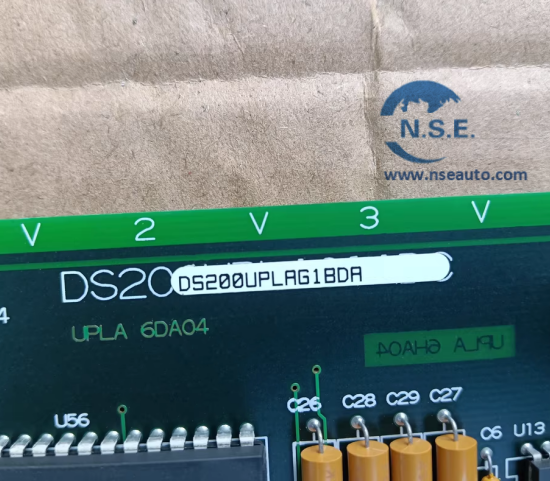 N.S.E.
www.nseauto.com
V 2 V 3 V
DS20 C
DS200UPLAG1BDA
4
UPLA 6DA04
UPLA 6HA04
C26 C28 C29 C27
U56 C6 U13